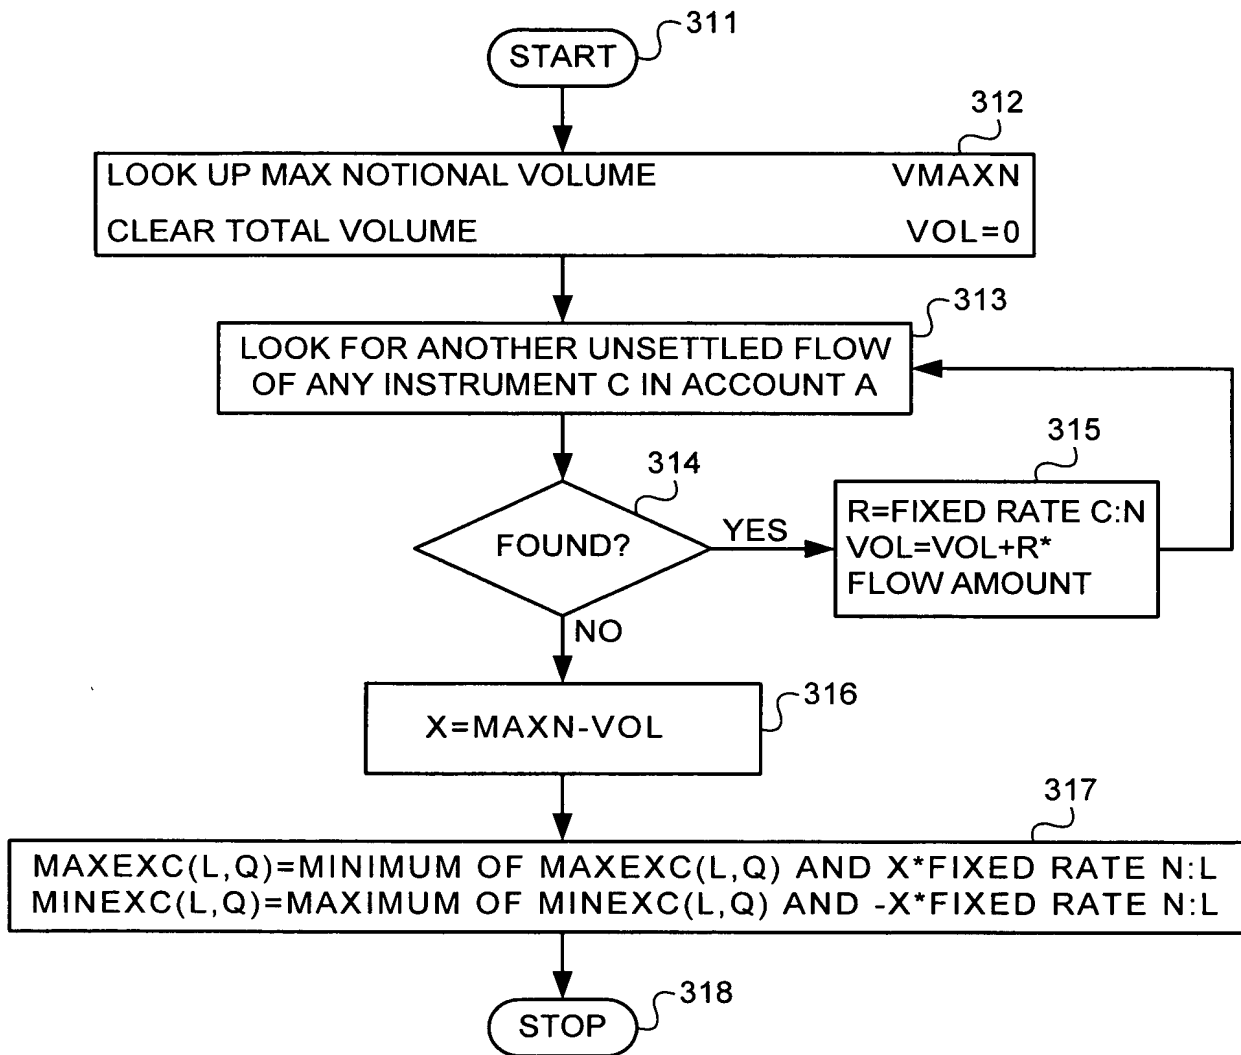 311
START
312
LOOK UP MAX NOTIONAL VOLUME VMAXN
CLEAR TOTAL VOLUME VOL=0
313
LOOK FOR ANOTHER UNSETTLED FLOW
OF ANY INSTRUMENT C IN ACCOUNT A
314
FOUND?
YES
315
R=FIXED RATE C:N
VOL=VOL+R*
FLOW AMOUNT
NO
316
X=MAXN-VOL
317
MAXEXC(L,Q)=MINIMUM OF MAXEXC(L,Q) AND X*FIXED RATE N:L
MINEXC(L,Q)=MAXIMUM OF MINEXC(L,Q) AND -X*FIXED RATE N:L
318
STOP